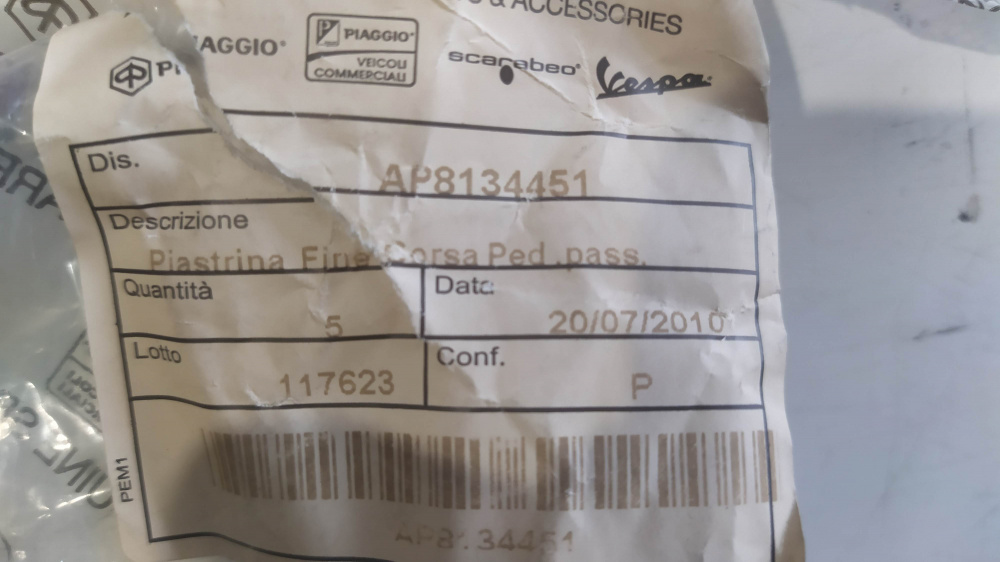 & ACCESSORIES
PIAGGIO
PIAGGIO
VEICOLI
COMMERCIALI
scarabeo
Vespa
Dis.
AP8134451
Descrizione
Piastrina Fine Corsa Ped.pass.
Quantità
5
Data
20/07/2010
Lotto
117623
Conf.
P
PEM1
AP8134451